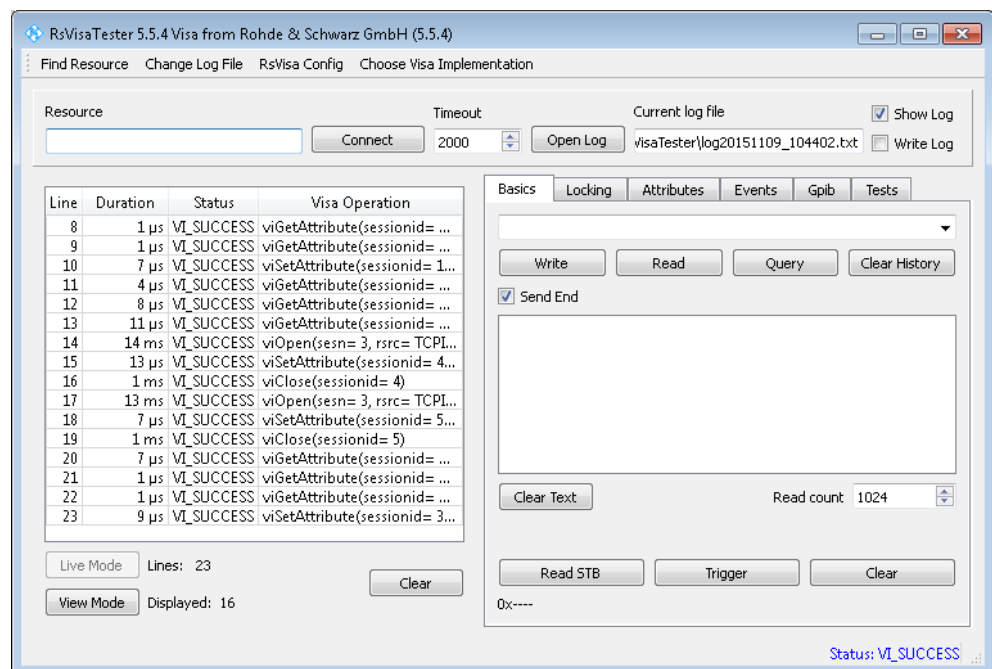 RsVisaTester 5.5.4 Visa from Rohde & Schwarz GmbH (5.5.4)
Find Resource Change Log File RsVisa Config Choose Visa Implementation
Resource Timeout Current log file Show Log
Connect 2000 Open Log visaTester\log20151109_104402.txt Write Log
Basics Locking Attributes Events Gpib Tests
Line Duration Status Visa Operation
8 1 µs VI_SUCCESS viGetAttribute(sessionid= ...
9 1 µs VI_SUCCESS viGetAttribute(sessionid= ...
10 7 µs VI_SUCCESS viSetAttribute(sessionid= 1...
11 4 µs VI_SUCCESS viGetAttribute(sessionid= ...
12 8 µs VI_SUCCESS viGetAttribute(sessionid= ...
13 11 µs VI_SUCCESS viGetAttribute(sessionid= ...
14 14 ms VI_SUCCESS viOpen(sesn= 3, rsrc= TCPI...
15 13 µs VI_SUCCESS viSetAttribute(sessionid= 4...
16 1 ms VI_SUCCESS viClose(sessionid= 4)
17 13 ms VI_SUCCESS viOpen(sesn= 3, rsrc= TCPI...
18 7 µs VI_SUCCESS viSetAttribute(sessionid= 5...
19 1 ms VI_SUCCESS viClose(sessionid= 5)
20 7 µs VI_SUCCESS viGetAttribute(sessionid= ...
21 1 µs VI_SUCCESS viGetAttribute(sessionid= ...
22 1 µs VI_SUCCESS viGetAttribute(sessionid= ...
23 9 µs VI_SUCCESS viSetAttribute(sessionid= 3...
Live Mode Lines: 23
Clear
View Mode Displayed: 16
Write Read Query Clear History
Send End
Clear Text Read count 1024
Read STB Trigger Clear
0x----
Status: VI_SUCCESS